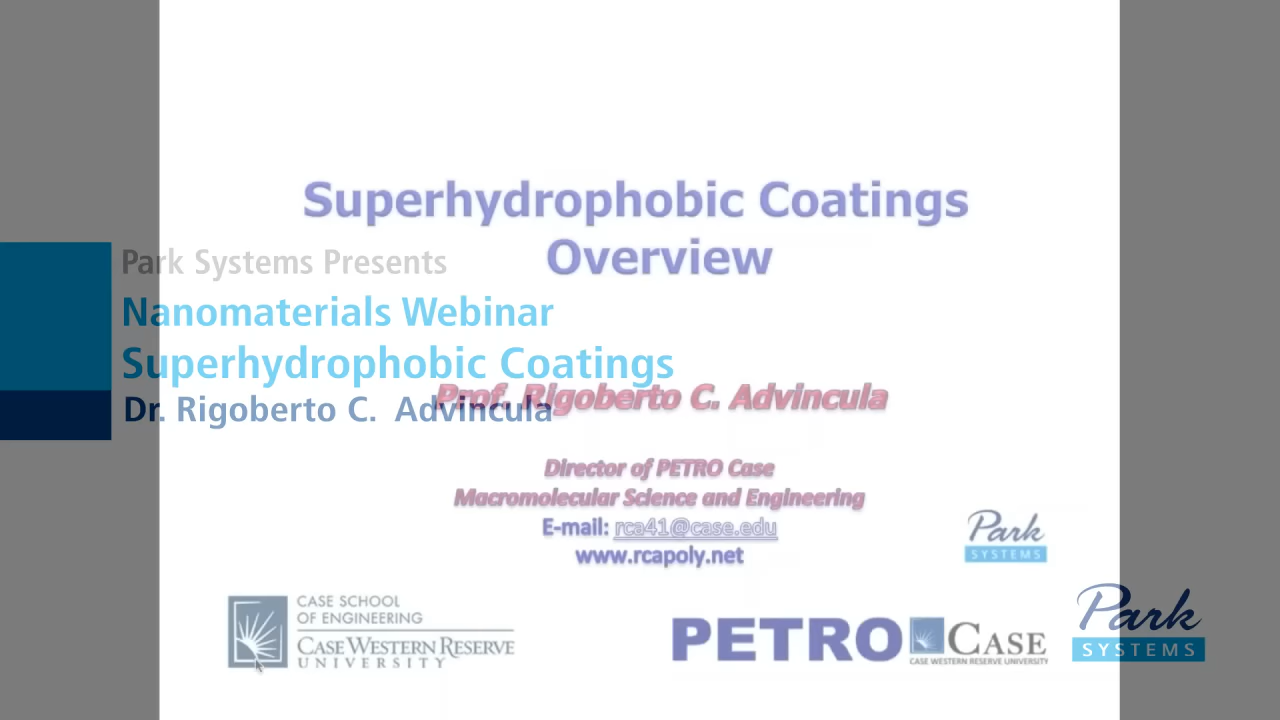 Superhydrophobic Coatings
Overview
Park Systems Presents
Nanomaterials Webinar
Superhydrophobic Coatings
Dr. Rigoberto C. Advincula
Prof. Rigoberto C. Advincula
Director of PETRO Case
Macromolecular Science and Engineering
E-mail: rca41@case.edu
www.rcapoly.net
Park
SYSTEMS
CASE SCHOOL
OF ENGINEERING
CASE WESTERN RESERVE
UNIVERSITY
PETRO CASE
CASE WESTERN RESERVE UNIVERSITY
Park
SYSTEMS